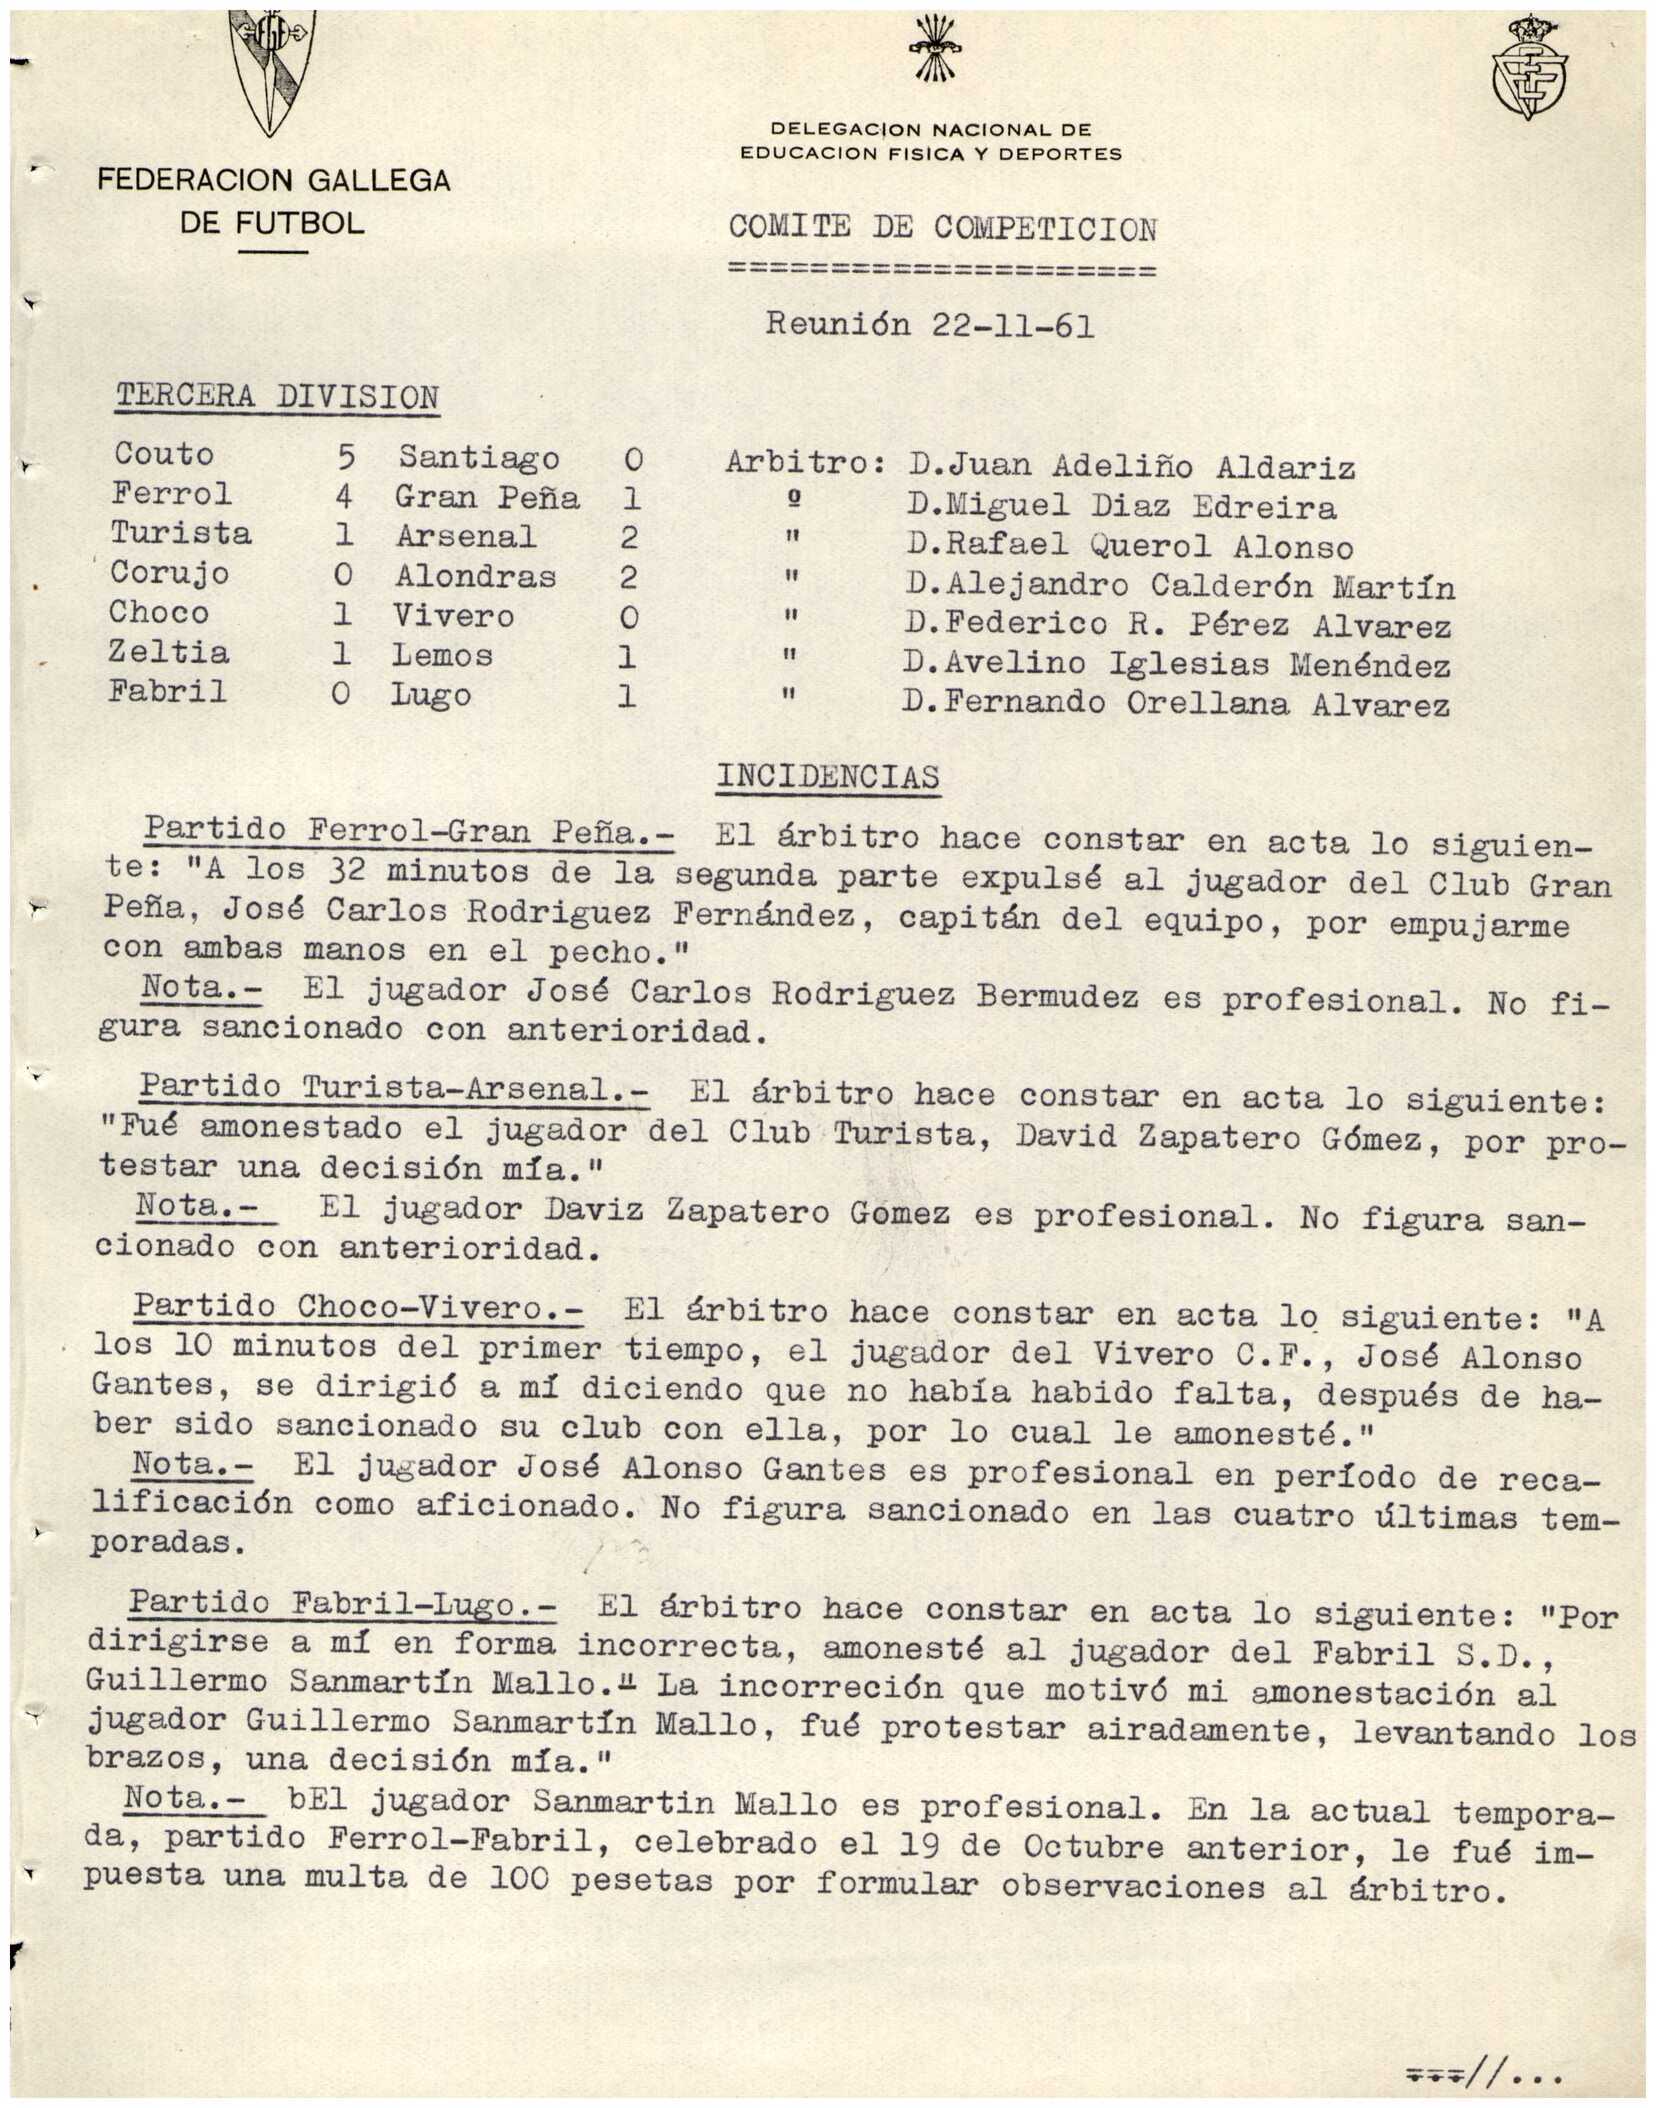 FEDERACION GALLEGA
DE FUTBOL
DELEGACION NACIONAL DE
EDUCACION FISICA Y DEPORTES
COMITE DE COMPETICION
=====================
Reunión 22-11-61
TERCERA DIVISION
Couto 5 Santiago 0 Arbitro: D.Juan Adeliño Aldariz
Ferrol 4 Gran Peña 1 º D.Miguel Diaz Edreira
Turista 1 Arsenal 2 " D.Rafael Querol Alonso
Corujo 0 Alondras 2 " D.Alejandro Calderón Martín
Choco 1 Vivero 0 " D.Federico R. Pérez Alvarez
Zeltia 1 Lemos 1 " D.Avelino Iglesias Menéndez
Fabril 0 Lugo 1 " D.Fernando Orellana Alvarez
INCIDENCIAS
Partido Ferrol-Gran Peña.- El árbitro hace constar en acta lo siguien-
te: "A los 32 minutos de la segunda parte expulsé al jugador del Club Gran
Peña, José Carlos Rodriguez Fernández, capitán del equipo, por empujarme
con ambas manos en el pecho."
Nota.- El jugador José Carlos Rodriguez Bermudez es profesional. No fi-
gura sancionado con anterioridad.
Partido Turista-Arsenal.- El árbitro hace constar en acta lo siguiente:
"Fué amonestado el jugador del Club Turista, David Zapatero Gómez, por pro-
testar una decisión mía."
Nota.- El jugador Daviz Zapatero Gómez es profesional. No figura san-
cionado con anterioridad.
Partido Choco-Vivero.- El árbitro hace constar en acta lo siguiente: "A
los 10 minutos del primer tiempo, el jugador del Vivero C.F., José Alonso
Gantes, se dirigió a mí diciendo que no había habido falta, después de ha-
ber sido sancionado su club con ella, por lo cual le amonesté."
Nota.- El jugador José Alonso Gantes es profesional en período de reca-
lificación como aficionado. No figura sancionado en las cuatro últimas tem-
poradas.
Partido Fabril-Lugo.- El árbitro hace constar en acta lo siguiente: "Por
dirigirse a mí en forma incorrecta, amonesté al jugador del Fabril S.D.,
Guillermo Sanmartín Mallo." La incorreción que motivó mi amonestación al
jugador Guillermo Sanmartín Mallo, fué protestar airadamente, levantando los
brazos, una decisión mía."
Nota.- bEl jugador Sanmartin Mallo es profesional. En la actual tempora-
da, partido Ferrol-Fabril, celebrado el 19 de Octubre anterior, le fué im-
puesta una multa de 100 pesetas por formular observaciones al árbitro.
===//...